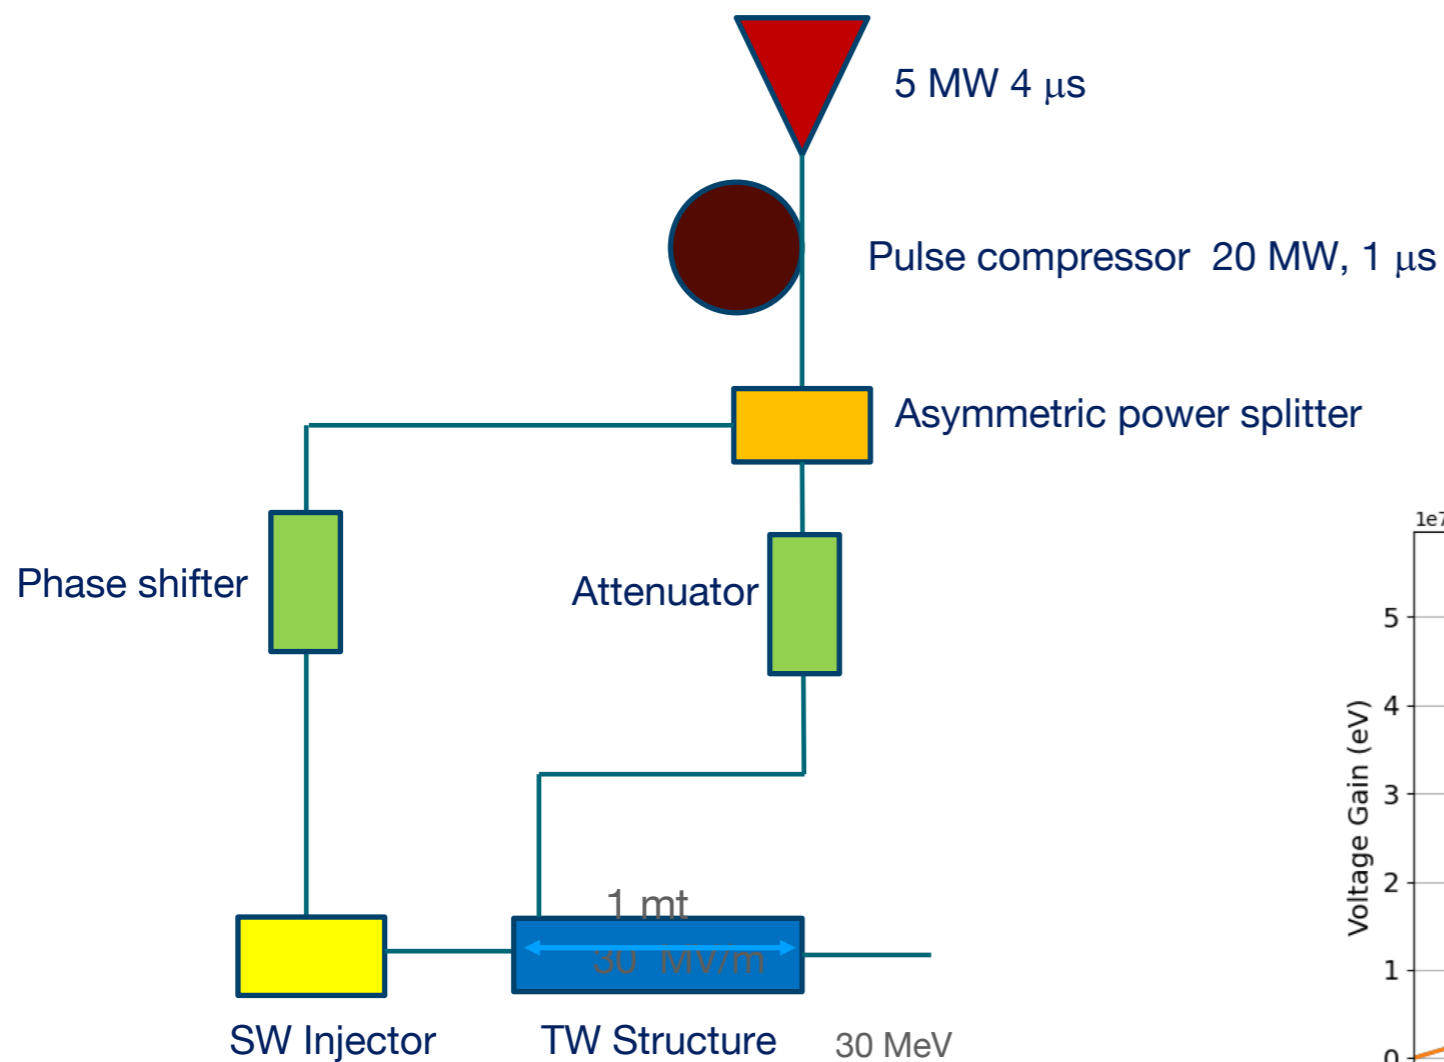 5 MW 4 μs
Pulse compressor 20 MW, 1 μs
Asymmetric power splitter
Phase shifter
Attenuator
1 mt
30 MV/m
SW Injector
TW Structure
30 MeV
1e7
Voltage Gain (eV)
5
4
3
2
1
0